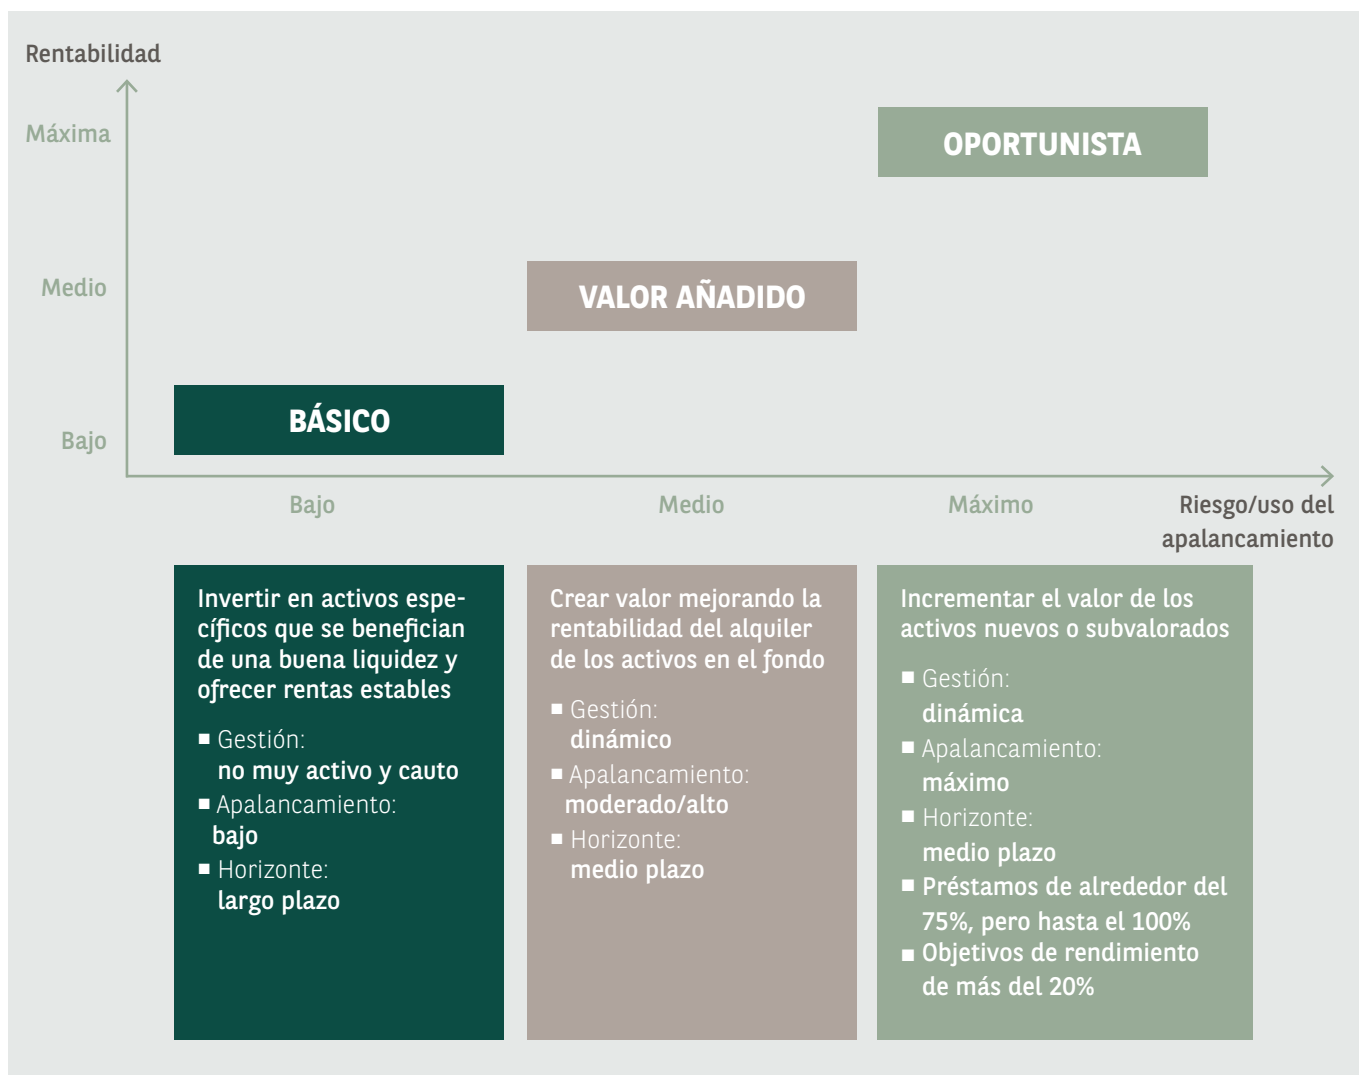 Rentabilidad
Máxima
OPORTUNISTA
Medio
VALOR AÑADIDO
BÁSICO
Bajo
Bajo
Medio
Máximo
Riesgo/uso del
apalancamiento
Invertir en activos espe-
cíficos que se benefician
de una buena liquidez y
ofrecer rentas estables
Gestión:
no muy activo y cauto
Apalancamiento:
bajo
Horizonte:
largo plazo
Crear valor mejorando la
rentabilidad del alquiler
de los activos en el fondo
Gestión:
dinámico
Apalancamiento:
moderado/alto
Horizonte:
medio plazo
Incrementar el valor de los
activos nuevos o subvalorados
Gestión:
dinámica
Apalancamiento:
máximo
Horizonte:
medio plazo
Préstamos de alrededor del
75%, pero hasta el 100%
Objetivos de rendimiento
de más del 20%